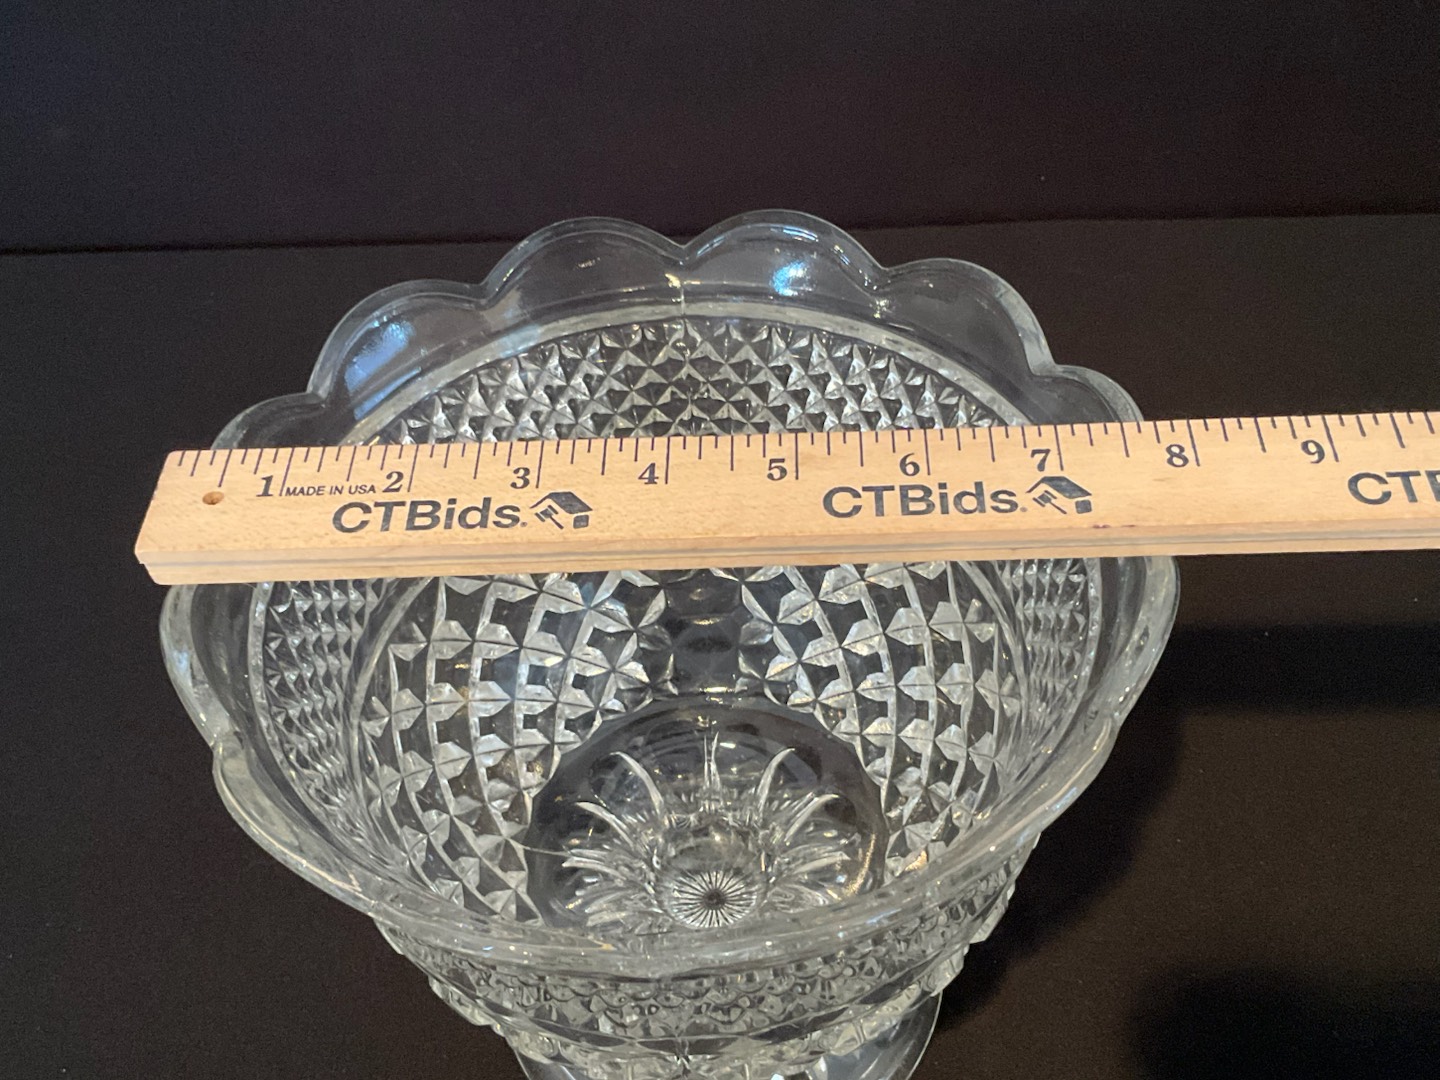 1 2 3 4 5 6 7 8 9
MADE IN USA
CTBids. CTBids. CTB